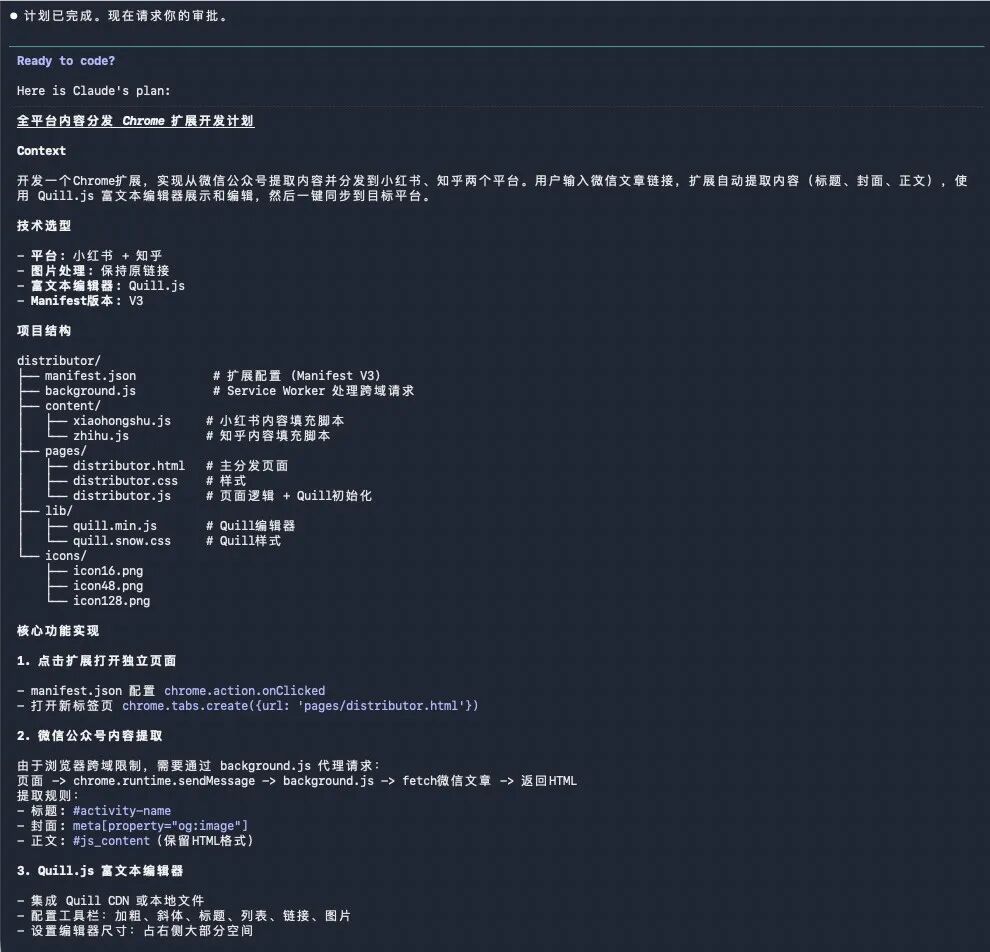 ● 计划已完成。现在请求你的审批。
Ready to code?
Here is Claude's plan:
全平台内容分发 Chrome 扩展开发计划
Context
开发一个Chrome扩展，实现从微信公众号提取内容并分发到小红书、知乎两个平台。用户输入微信文章链接，扩展自动提取内容（标题、封面、正文），使
用 Quill.js 富文本编辑器展示和编辑，然后一键同步到目标平台。
技术选型
- 平台: 小红书 + 知乎
- 图片处理: 保持原链接
- 富文本编辑器: Quill.js
- Manifest版本: V3
项目结构
distributor/
├── manifest.json           # 扩展配置 (Manifest V3)
├── background.js           # Service Worker 处理跨域请求
├── content/
│   ├── xiaohongshu.js     # 小红书内容填充脚本
│   └── zhihu.js           # 知乎内容填充脚本
├── pages/
│   ├── distributor.html   # 主分发页面
│   ├── distributor.css    # 样式
│   └── distributor.js     # 页面逻辑 + Quill初始化
├── lib/
│   ├── quill.min.js       # Quill编辑器
│   └── quill.snow.css     # Quill样式
└── icons/
    ├── icon16.png
    ├── icon48.png
    └── icon128.png
核心功能实现
1. 点击扩展打开独立页面
- manifest.json 配置 chrome.action.onClicked
- 打开新标签页 chrome.tabs.create({url: 'pages/distributor.html'})
2. 微信公众号内容提取
由于浏览器跨域限制，需要通过 background.js 代理请求:
页面 -> chrome.runtime.sendMessage -> background.js -> fetch微信文章 -> 返回HTML
提取规则:
- 标题: #activity-name
- 封面: meta[property="og:image"]
- 正文: #js_content (保留HTML格式)
3. Quill.js 富文本编辑器
- 集成 Quill CDN 或本地文件
- 配置工具栏: 加粗、斜体、标题、列表、链接、图片
- 设置编辑器尺寸: 占右侧大部分空间